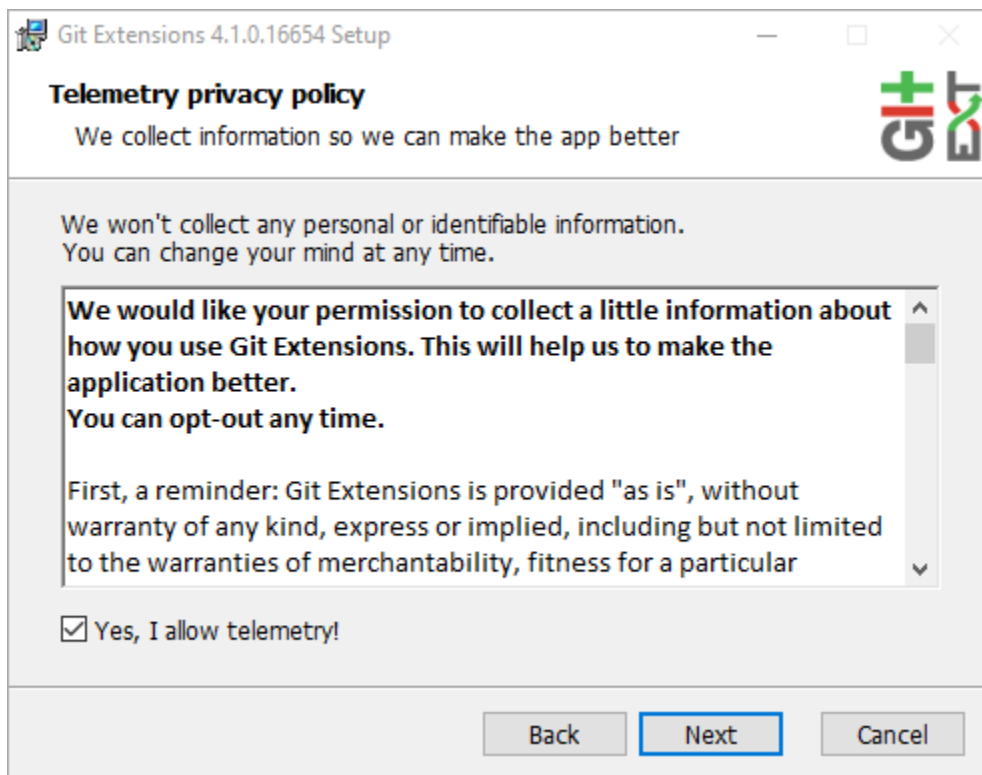 Git Extensions 4.1.0.16654 Setup
Telemetry privacy policy
We collect information so we can make the app better
Git
EXT
We won't collect any personal or identifiable information.
You can change your mind at any time.
We would like your permission to collect a little information about
how you use Git Extensions. This will help us to make the
application better.
You can opt-out any time.
First, a reminder: Git Extensions is provided "as is", without
warranty of any kind, express or implied, including but not limited
to the warranties of merchantability, fitness for a particular
Yes, I allow telemetry!
Back
Next
Cancel